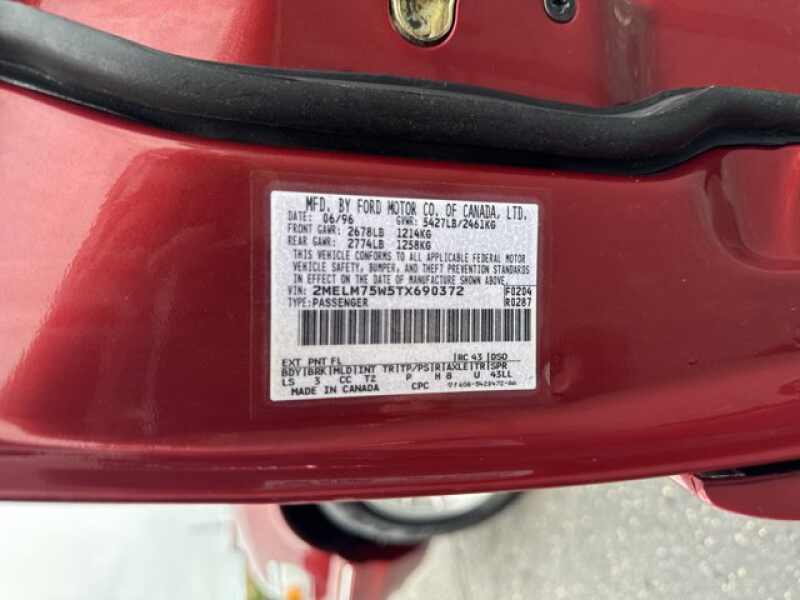 MFD. BY FORD MOTOR CO. OF CANADA, LTD.
DATE: 06/96 GVWR: 5427LB/2461KG
FRONT GAWR: 2678LB 1214KG
REAR GAWR: 2774LB 1258KG
THIS VEHICLE CONFORMS TO ALL APPLICABLE FEDERAL MOTOR
VEHICLE SAFETY, BUMPER, AND THEFT PREVENTION STANDARDS
IN EFFECT ON THE DATE OF MANUFACTURE SHOWN ABOVE.
VIN: 2MELM75W5TX690372 F0204
TYPE: PASSENGER R0287
EXT PNT FL RC 43 DSO
BDY BRK MLD INT TR TP/PS R AXLE TR SPR
LS 3 CC T2 P H 8 U 43LL
MADE IN CANADA CPC